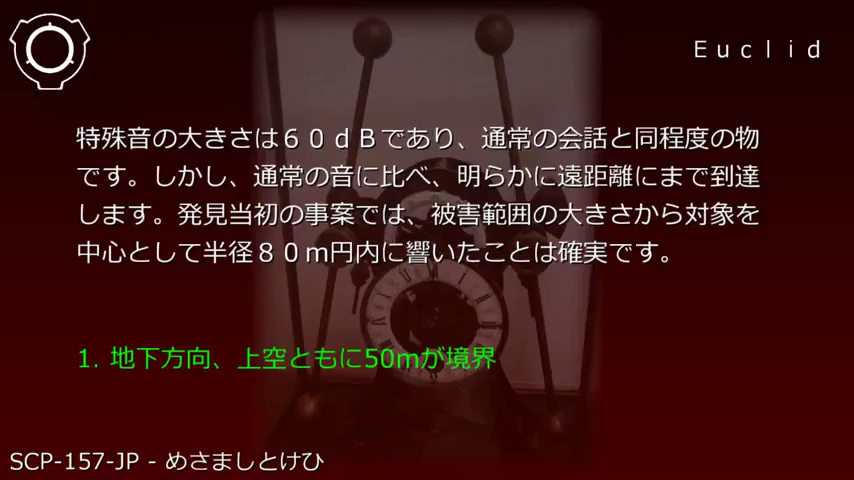 Ｅｕｃｌｉｄ
特殊音の大きさは６０ｄＢであり、通常の会話と同程度の物
です。しかし、通常の音に比べ、明らかに遠距離にまで到達
します。発見当初の事案では、被害範囲の大きさから対象を
中心として半径８０ｍ円内に響いたことは確実です。
1. 地下方向、上空ともに50mが境界
SCP-157-JP - めさましとけひ